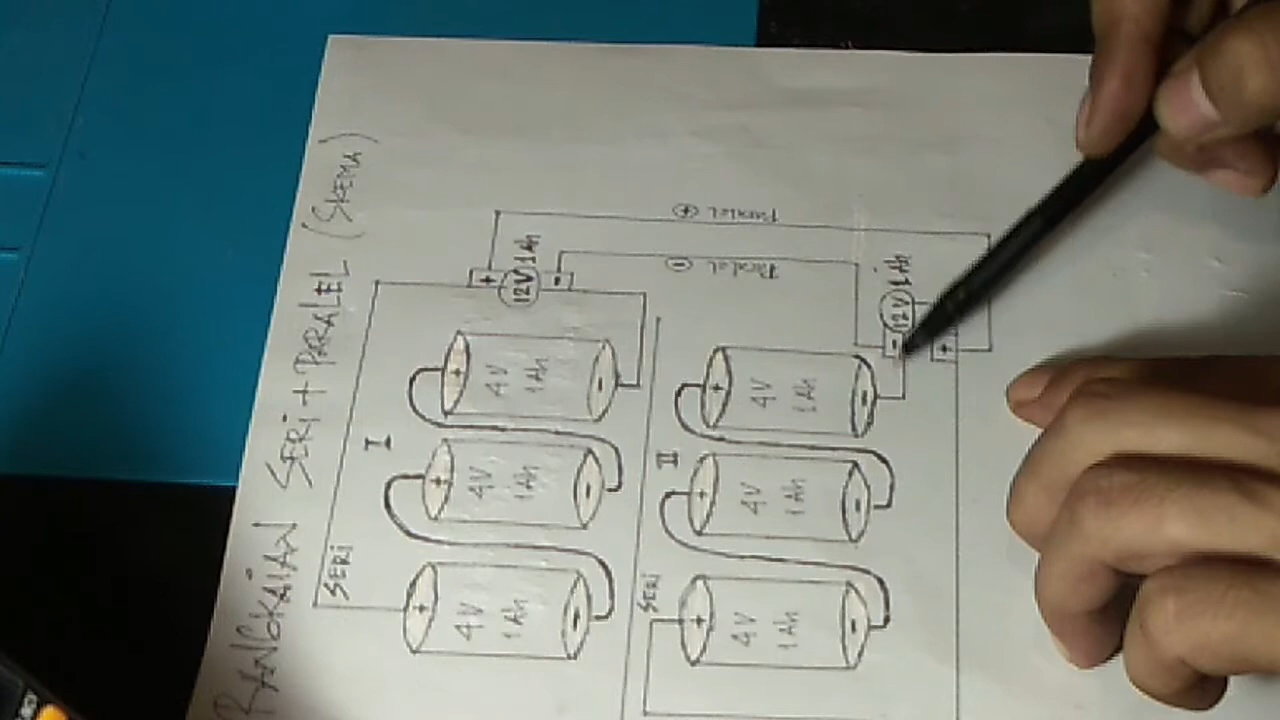 RANGKAIAN SERI + PARALEL (SKEMA)
SERI
I
+
12V
1Ah
-
Paralel +
Paralel -
+
4V
1Ah
-
+
4V
1Ah
-
+
4V
1Ah
-
SERI
II
-
12V
1Ah
+
+
4V
1Ah
-
+
4V
1Ah
-
+
4V
1Ah
-